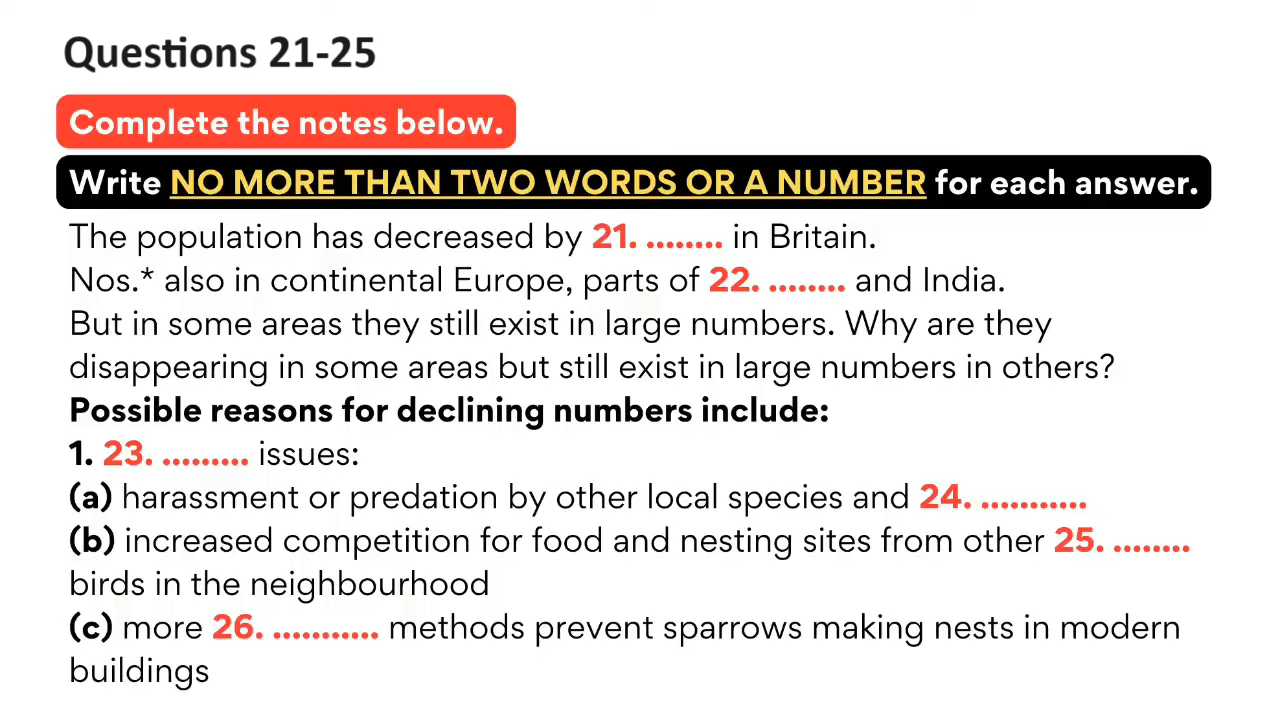 Questions 21-25
Complete the notes below.
Write NO MORE THAN TWO WORDS OR A NUMBER for each answer.
The population has decreased by 21. ........ in Britain.
Nos.* also in continental Europe, parts of 22. ........ and India.
But in some areas they still exist in large numbers. Why are they
disappearing in some areas but still exist in large numbers in others?
Possible reasons for declining numbers include:
1. 23. ......... issues:
(a) harassment or predation by other local species and 24. ...........
(b) increased competition for food and nesting sites from other 25. ........
birds in the neighbourhood
(c) more 26. ........... methods prevent sparrows making nests in modern
buildings